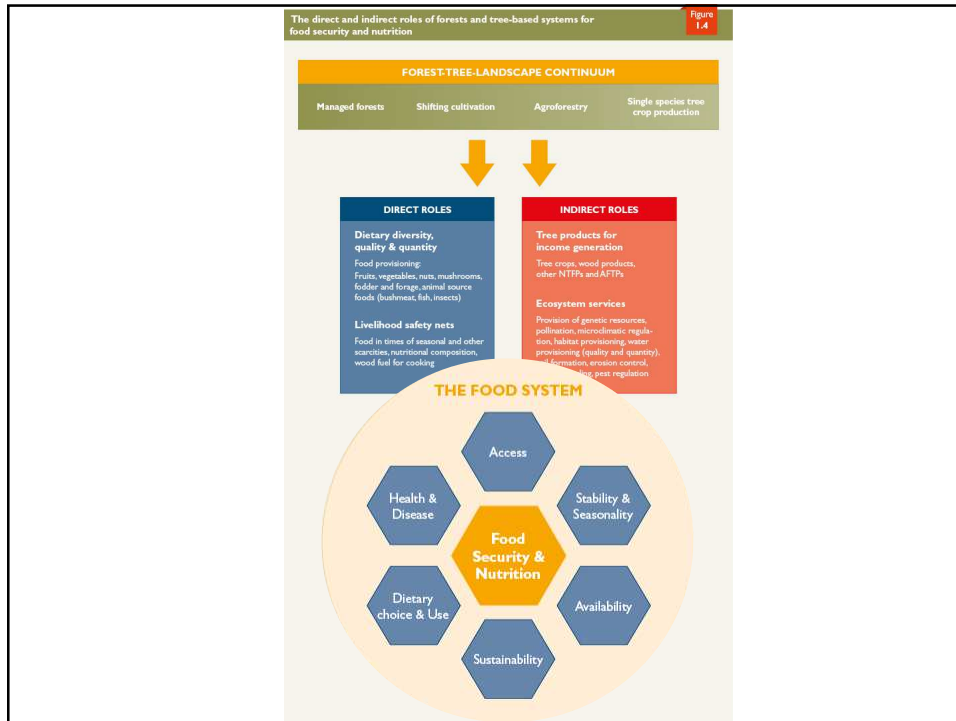 The direct and indirect roles of forests and tree-based systems for
food security and nutrition
Figure
1.4
FOREST-TREE-LANDSCAPE CONTINUUM
Managed forests
Shifting cultivation
Agroforestry
Single species tree
crop production
DIRECT ROLES
Dietary diversity,
quality & quantity
Food provisioning:
Fruits, vegetables, nuts, mushrooms,
fodder and forage, animal source
foods (bushmeat, fish, insects)
Livelihood safety nets
Food in times of seasonal and other
scarcities, nutritional composition,
wood fuel for cooking
INDIRECT ROLES
Tree products for
income generation
Tree crops, wood products,
other NTFPs and AFTPs
Ecosystem services
Provision of genetic resources,
pollination, microclimatic regula-
tion, habitat provisioning, water
provisioning (quality and quantity),
formation, erosion control,
pest regulation
THE FOOD SYSTEM
Access
Health &
Disease
Stability &
Seasonality
Food
Security &
Nutrition
Dietary
choice & Use
Availability
Sustainability